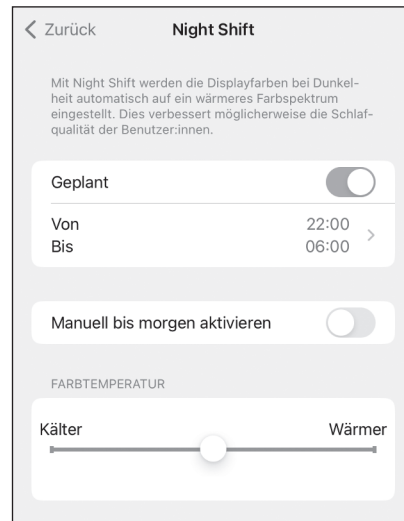 Zurück Night Shift
Mit Night Shift werden die Displayfarben bei Dunkel-
heit automatisch auf ein wärmeres Farbspektrum
eingestellt. Dies verbessert möglicherweise die Schlaf-
qualität der Benutzer:innen.
Geplant
Von 22:00
Bis 06:00
Manuell bis morgen aktivieren
FARBTEMPERATUR
Kälter Wärmer